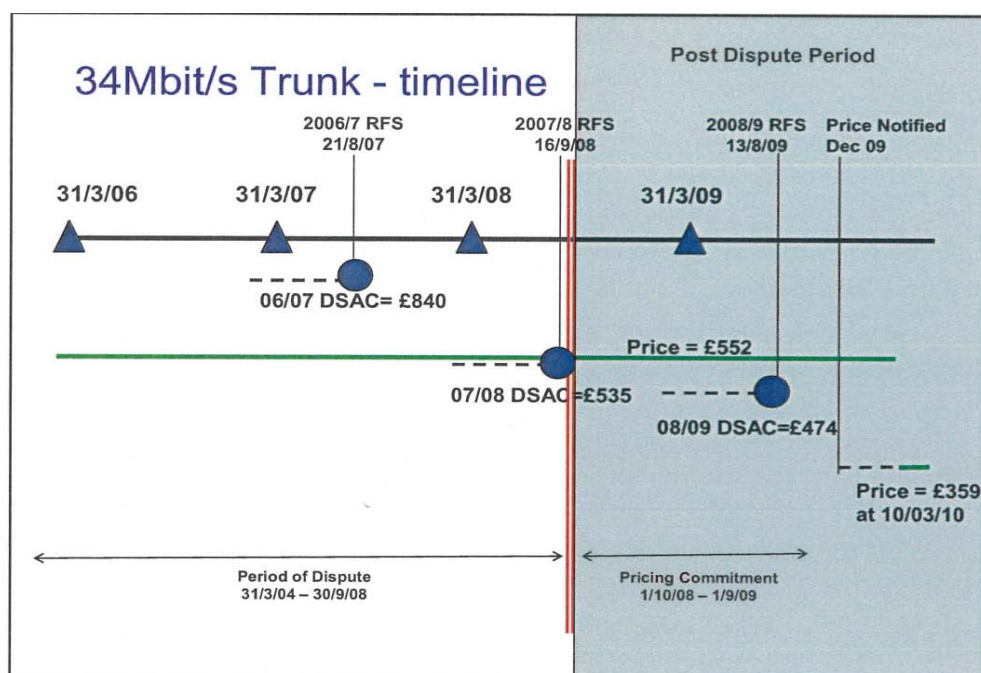 Post Dispute Period
34Mbit/s Trunk - timeline
2006/7 RFS
21/8/07
2007/8 RFS
16/9/08
2008/9 RFS
13/8/09
Price Notified
Dec 09
31/3/06
31/3/07
31/3/08
31/3/09
06/07 DSAC= £840
Price = £552
07/08 DSAC=£535
08/09 DSAC=£474
Price = £359
at 10/03/10
Period of Dispute
31/3/04 – 30/9/08
Pricing Commitment
1/10/08 – 1/9/09